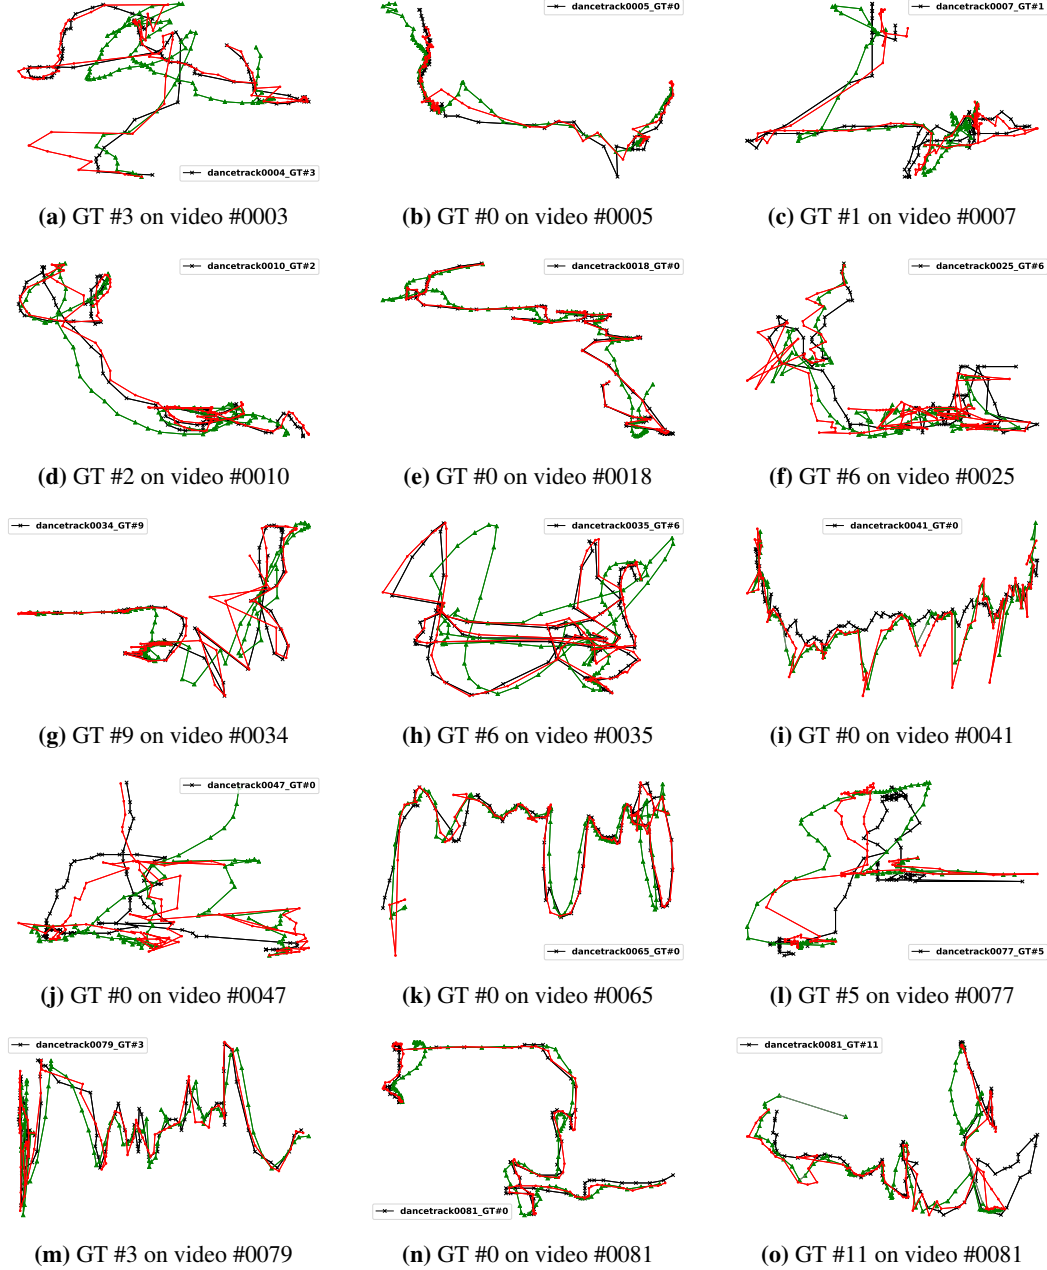 dancetrack0004_GT#3
dancetrack0005_GT#0
dancetrack0007_GT#1
(a) GT #3 on video #0003
(b) GT #0 on video #0005
(c) GT #1 on video #0007
dancetrack0010_GT#2
dancetrack0018_GT#0
dancetrack0025_GT#6
(d) GT #2 on video #0010
(e) GT #0 on video #0018
(f) GT #6 on video #0025
dancetrack0034_GT#9
dancetrack0035_GT#6
dancetrack0041_GT#0
(g) GT #9 on video #0034
(h) GT #6 on video #0035
(i) GT #0 on video #0041
dancetrack0047_GT#0
dancetrack0065_GT#0
dancetrack0077_GT#5
(j) GT #0 on video #0047
(k) GT #0 on video #0065
(l) GT #5 on video #0077
dancetrack0079_GT#3
dancetrack0081_GT#0
dancetrack0081_GT#11
(m) GT #3 on video #0079
(n) GT #0 on video #0081
(o) GT #11 on video #0081